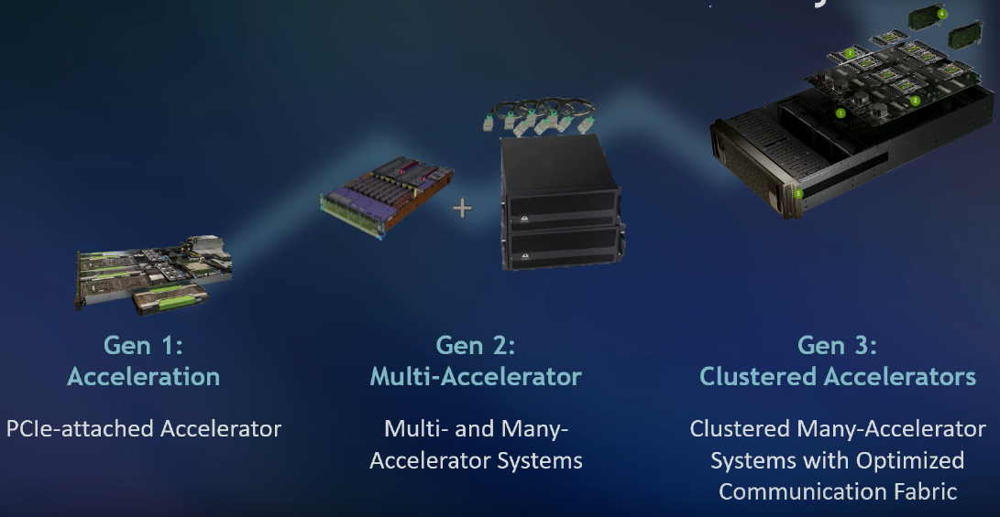 Gen 1:
Acceleration
PCIe-attached Accelerator
Gen 2:
Multi-Accelerator
Multi- and Many-
Accelerator Systems
Gen 3:
Clustered Accelerators
Clustered Many-Accelerator
Systems with Optimized
Communication Fabric